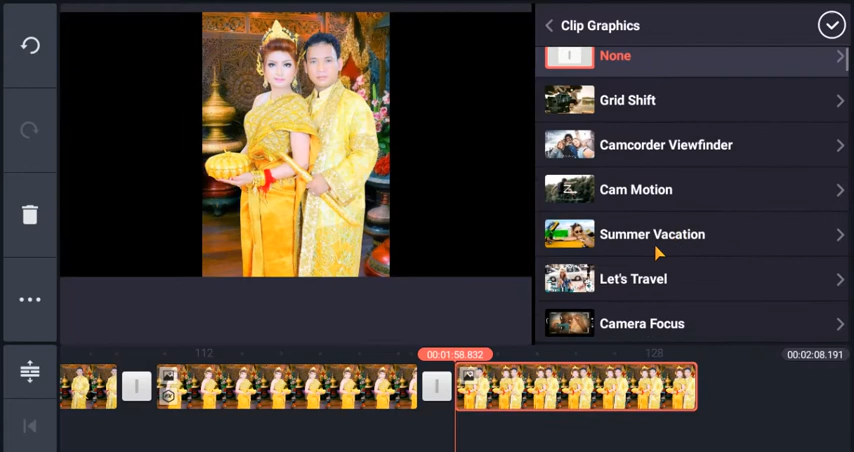 Clip Graphics
None
Grid Shift
Camcorder Viewfinder
Cam Motion
Summer Vacation
Let's Travel
Camera Focus
112
00:01:58.832
128
00:02:08.191